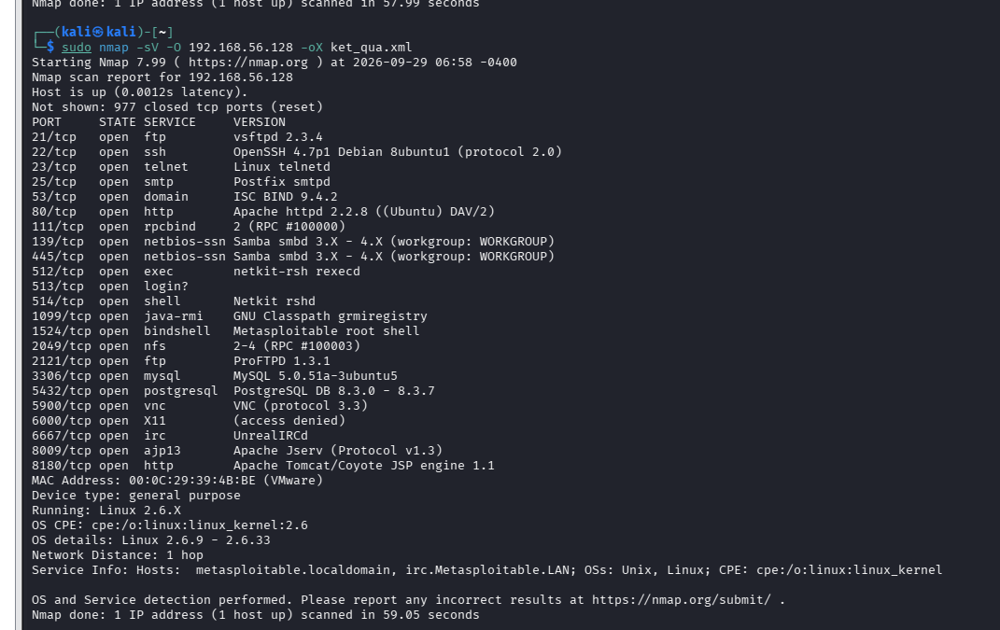 Nmap done: 1 IP address (1 host up) scanned in 57.99 seconds
┌──(kali㉿kali)-[~]
└─$ sudo nmap -sV -O 192.168.56.128 -oX ket_qua.xml
Starting Nmap 7.99 ( https://nmap.org ) at 2026-09-29 06:58 -0400
Nmap scan report for 192.168.56.128
Host is up (0.0012s latency).
Not shown: 977 closed tcp ports (reset)
PORT     STATE SERVICE     VERSION
21/tcp   open  ftp         vsftpd 2.3.4
22/tcp   open  ssh         OpenSSH 4.7p1 Debian 8ubuntu1 (protocol 2.0)
23/tcp   open  telnet      Linux telnetd
25/tcp   open  smtp        Postfix smtpd
53/tcp   open  domain      ISC BIND 9.4.2
80/tcp   open  http        Apache httpd 2.2.8 ((Ubuntu) DAV/2)
111/tcp  open  rpcbind     2 (RPC #100000)
139/tcp  open  netbios-ssn Samba smbd 3.X - 4.X (workgroup: WORKGROUP)
445/tcp  open  netbios-ssn Samba smbd 3.X - 4.X (workgroup: WORKGROUP)
512/tcp  open  exec        netkit-rsh rexecd
513/tcp  open  login?
514/tcp  open  shell       Netkit rshd
1099/tcp open  java-rmi    GNU Classpath grmiregistry
1524/tcp open  bindshell   Metasploitable root shell
2049/tcp open  nfs         2-4 (RPC #100003)
2121/tcp open  ftp         ProFTPD 1.3.1
3306/tcp open  mysql       MySQL 5.0.51a-3ubuntu5
5432/tcp open  postgresql  PostgreSQL DB 8.3.0 - 8.3.7
5900/tcp open  vnc         VNC (protocol 3.3)
6000/tcp open  X11         (access denied)
6667/tcp open  irc         UnrealIRCd
8009/tcp open  ajp13       Apache Jserv (Protocol v1.3)
8180/tcp open  http        Apache Tomcat/Coyote JSP engine 1.1
MAC Address: 00:0C:29:39:4B:BE (VMware)
Device type: general purpose
Running: Linux 2.6.X
OS CPE: cpe:/o:linux:linux_kernel:2.6
OS details: Linux 2.6.9 - 2.6.33
Network Distance: 1 hop
Service Info: Hosts:  metasploitable.localdomain, irc.Metasploitable.LAN; OSs: Unix, Linux; CPE: cpe:/o:linux:linux_kernel
OS and Service detection performed. Please report any incorrect results at https://nmap.org/submit/ .
Nmap done: 1 IP address (1 host up) scanned in 59.05 seconds